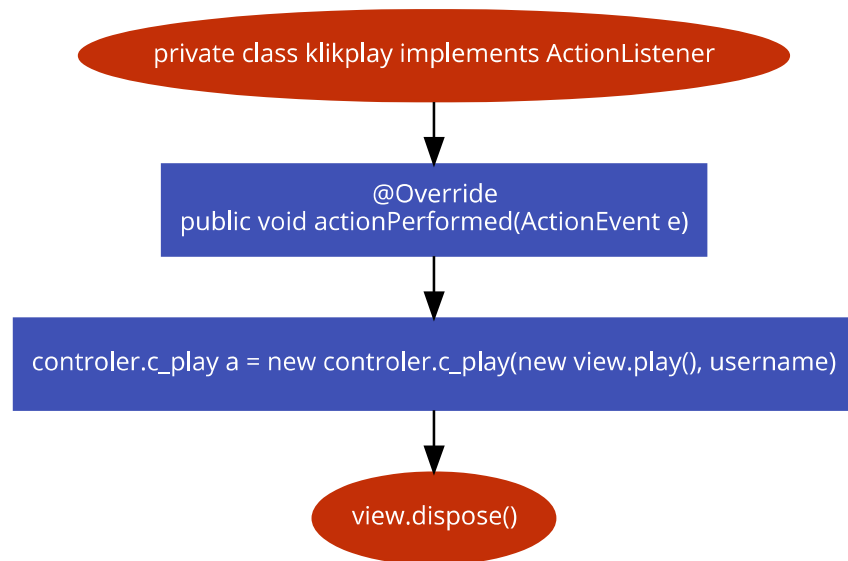 private class klikplay implements ActionListener
@Override
public void actionPerformed(ActionEvent e)
controler.c_play a = new controler.c_play(new view.play(), username)
view.dispose()